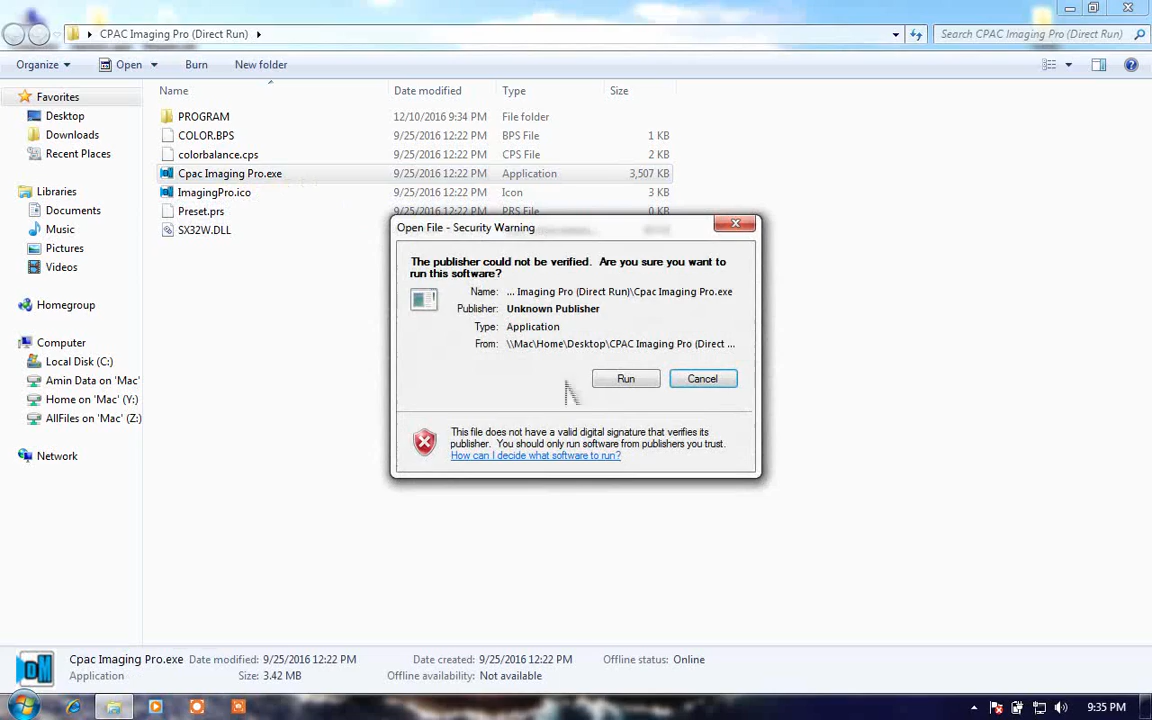 CPAC Imaging Pro (Direct Run)
Search CPAC Imaging Pro (Direct Run)
Organize Open Burn New folder
Name Date modified Type Size
Favorites
Desktop
Downloads
Recent Places
Libraries
Documents
Music
Pictures
Videos
Homegroup
Computer
Local Disk (C:)
Amin Data on 'Mac'
Home on 'Mac' (Y:)
AllFiles on 'Mac' (Z:)
Network
PROGRAM 12/10/2016 9:34 PM File folder
COLOR.BPS 9/25/2016 12:22 PM BPS File 1 KB
colorbalance.cps 9/25/2016 12:22 PM CPS File 2 KB
Cpac Imaging Pro.exe 9/25/2016 12:22 PM Application 3,507 KB
ImagingPro.ico 9/25/2016 12:22 PM Icon 3 KB
Preset.prs 9/25/2016 12:22 PM PRS File 0 KB
SX32W.DLL
Open File - Security Warning
The publisher could not be verified. Are you sure you want to
run this software?
Name: ... Imaging Pro (Direct Run)\Cpac Imaging Pro.exe
Publisher: Unknown Publisher
Type: Application
From: \\Mac\Home\Desktop\CPAC Imaging Pro (Direct ...
Run Cancel
This file does not have a valid digital signature that verifies its
publisher. You should only run software from publishers you trust.
How can I decide what software to run?
Cpac Imaging Pro.exe Date modified: 9/25/2016 12:22 PM Date created: 9/25/2016 12:22 PM Offline status: Online
Application Size: 3.42 MB Offline availability: Not available
9:35 PM